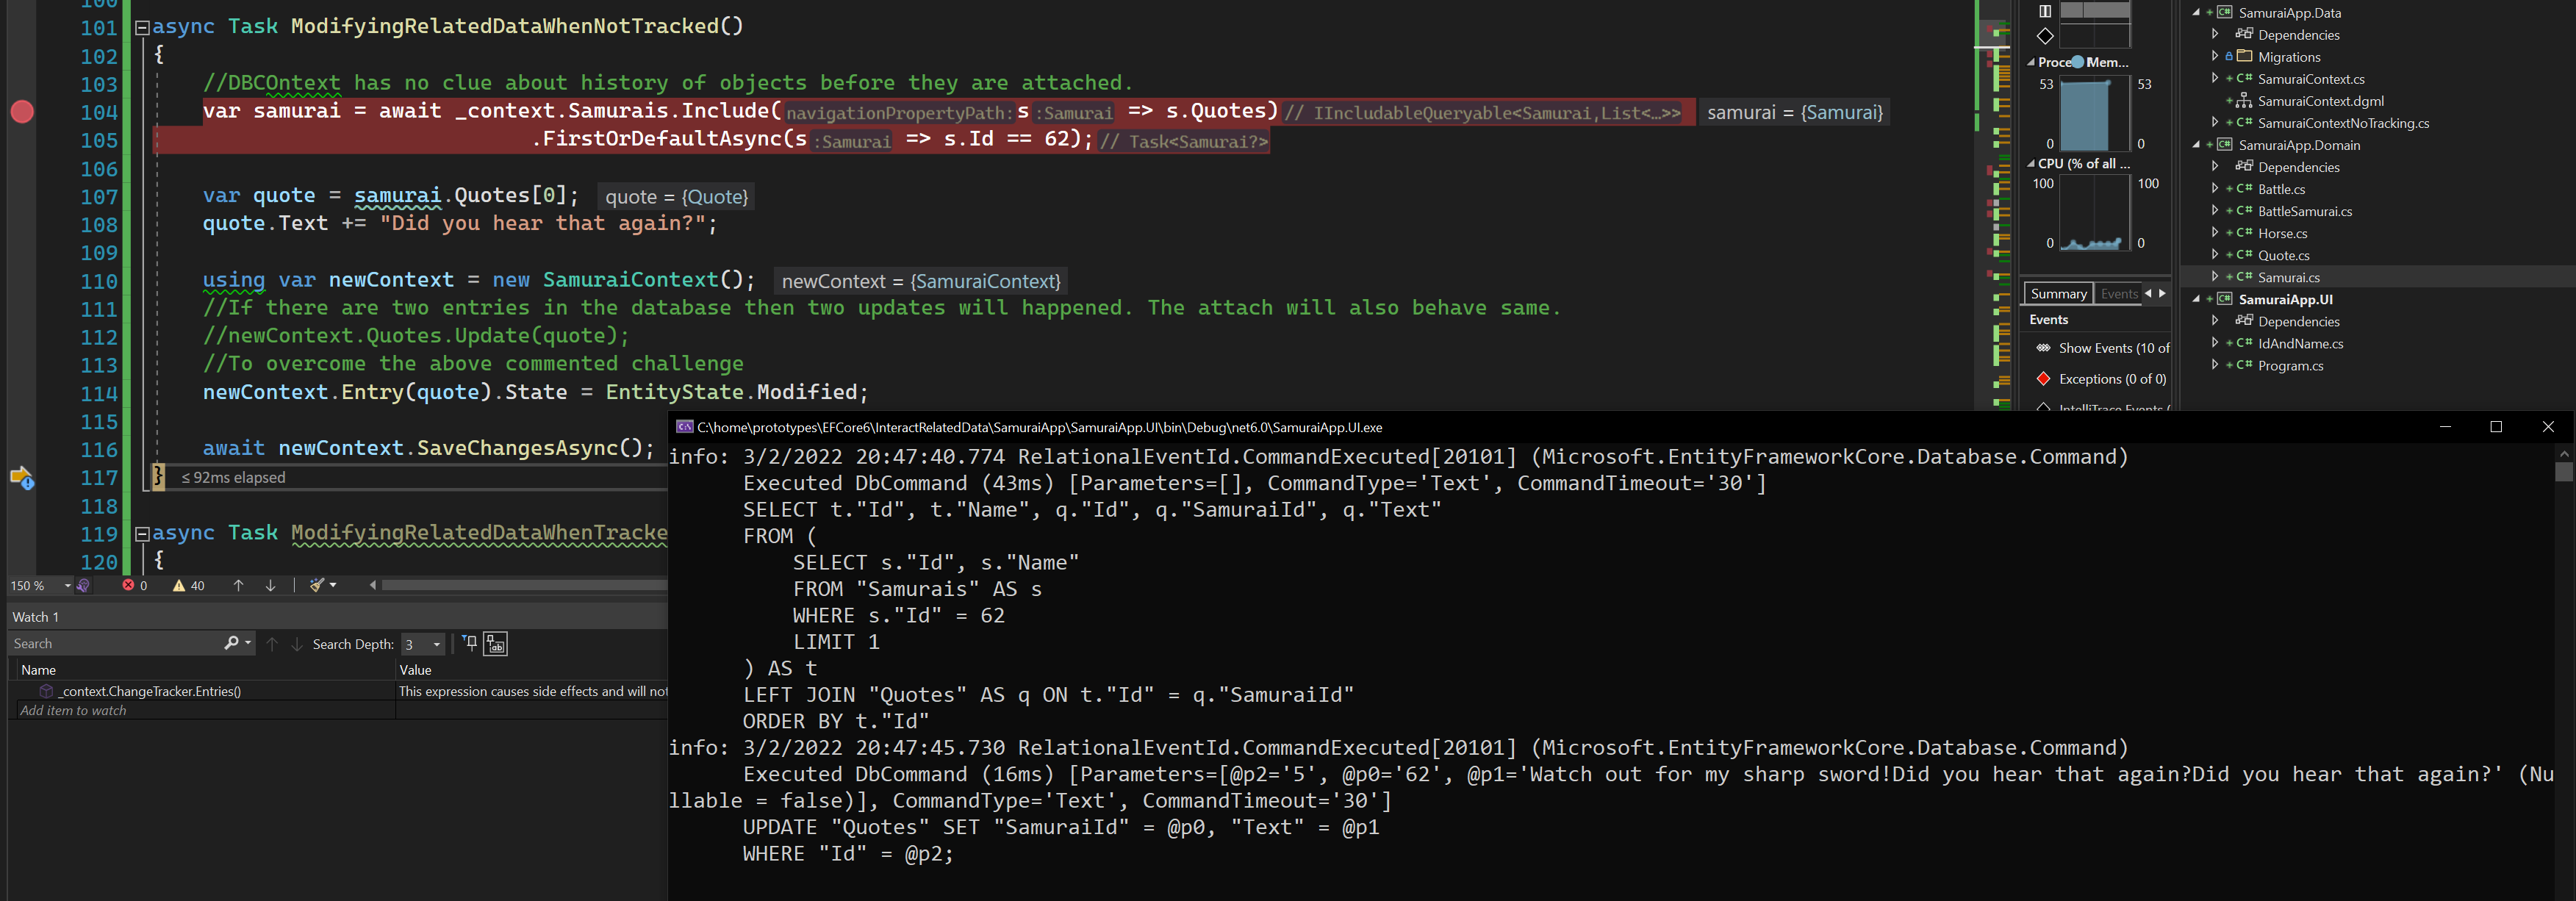 100
101 async Task ModifyingRelatedDataWhenNotTracked()
102 {
103 //DBCOntext has no clue about history of objects before they are attached.
104 var samurai = await _context.Samurais.Include(navigationPropertyPath:s:Samurai => s.Quotes)// IIncludableQueryable<Samurai,List<…>> samurai = {Samurai}
105 .FirstOrDefaultAsync(s:Samurai => s.Id == 62);// Task<Samurai?>
106
107 var quote = samurai.Quotes[0]; quote = {Quote}
108 quote.Text += "Did you hear that again?";
109
110 using var newContext = new SamuraiContext(); newContext = {SamuraiContext}
111 //If there are two entries in the database then two updates will happened. The attach will also behave same.
112 //newContext.Quotes.Update(quote);
113 //To overcome the above commented challenge
114 newContext.Entry(quote).State = EntityState.Modified;
115
116 await newContext.SaveChangesAsync();
117 } ≤ 92ms elapsed
118
119 async Task ModifyingRelatedDataWhenTracke
120 {
150 % 0 40
Watch 1
Search Search Depth: 3
Name Value
_context.ChangeTracker.Entries() This expression causes side effects and will not
Add item to watch
C:\home\prototypes\EFCore6\InteractRelatedData\SamuraiApp\SamuraiApp.UI\bin\Debug\net6.0\SamuraiApp.UI.exe
info: 3/2/2022 20:47:40.774 RelationalEventId.CommandExecuted[20101] (Microsoft.EntityFrameworkCore.Database.Command)
Executed DbCommand (43ms) [Parameters=[], CommandType='Text', CommandTimeout='30']
SELECT t."Id", t."Name", q."Id", q."SamuraiId", q."Text"
FROM (
SELECT s."Id", s."Name"
FROM "Samurais" AS s
WHERE s."Id" = 62
LIMIT 1
) AS t
LEFT JOIN "Quotes" AS q ON t."Id" = q."SamuraiId"
ORDER BY t."Id"
info: 3/2/2022 20:47:45.730 RelationalEventId.CommandExecuted[20101] (Microsoft.EntityFrameworkCore.Database.Command)
Executed DbCommand (16ms) [Parameters=[@p2='5', @p0='62', @p1='Watch out for my sharp sword!Did you hear that again?Did you hear that again?' (Nu
llable = false)], CommandType='Text', CommandTimeout='30']
UPDATE "Quotes" SET "SamuraiId" = @p0, "Text" = @p1
WHERE "Id" = @p2;
Proce Mem...
53 53
0 0
CPU (% of all ...
100 100
0 0
Summary Events
Events
Show Events (10 of
Exceptions (0 of 0)
IntelliTrace Events (
SamuraiApp.Data
Dependencies
Migrations
C# SamuraiContext.cs
SamuraiContext.dgml
C# SamuraiContextNoTracking.cs
SamuraiApp.Domain
Dependencies
C# Battle.cs
C# BattleSamurai.cs
C# Horse.cs
C# Quote.cs
C# Samurai.cs
SamuraiApp.UI
Dependencies
C# IdAndName.cs
C# Program.cs